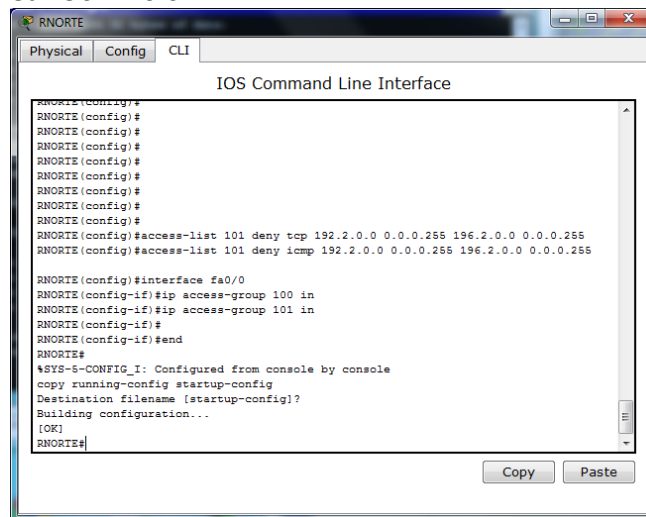 RNORTE
Physical Config CLI
IOS Command Line Interface
RNORTE(config)#
RNORTE(config)#
RNORTE(config)#
RNORTE(config)#
RNORTE(config)#
RNORTE(config)#
RNORTE(config)#
RNORTE(config)#
RNORTE(config)#access-list 101 deny tcp 192.2.0.0 0.0.0.255 196.2.0.0 0.0.0.255
RNORTE(config)#access-list 101 deny icmp 192.2.0.0 0.0.0.255 196.2.0.0 0.0.0.255
RNORTE(config)#interface fa0/0
RNORTE(config-if)#ip access-group 100 in
RNORTE(config-if)#ip access-group 101 in
RNORTE(config-if)#
RNORTE(config-if)#end
RNORTE#
%SYS-5-CONFIG_I: Configured from console by console
copy running-config startup-config
Destination filename [startup-config]?
Building configuration...
[OK]
RNORTE#
Copy Paste